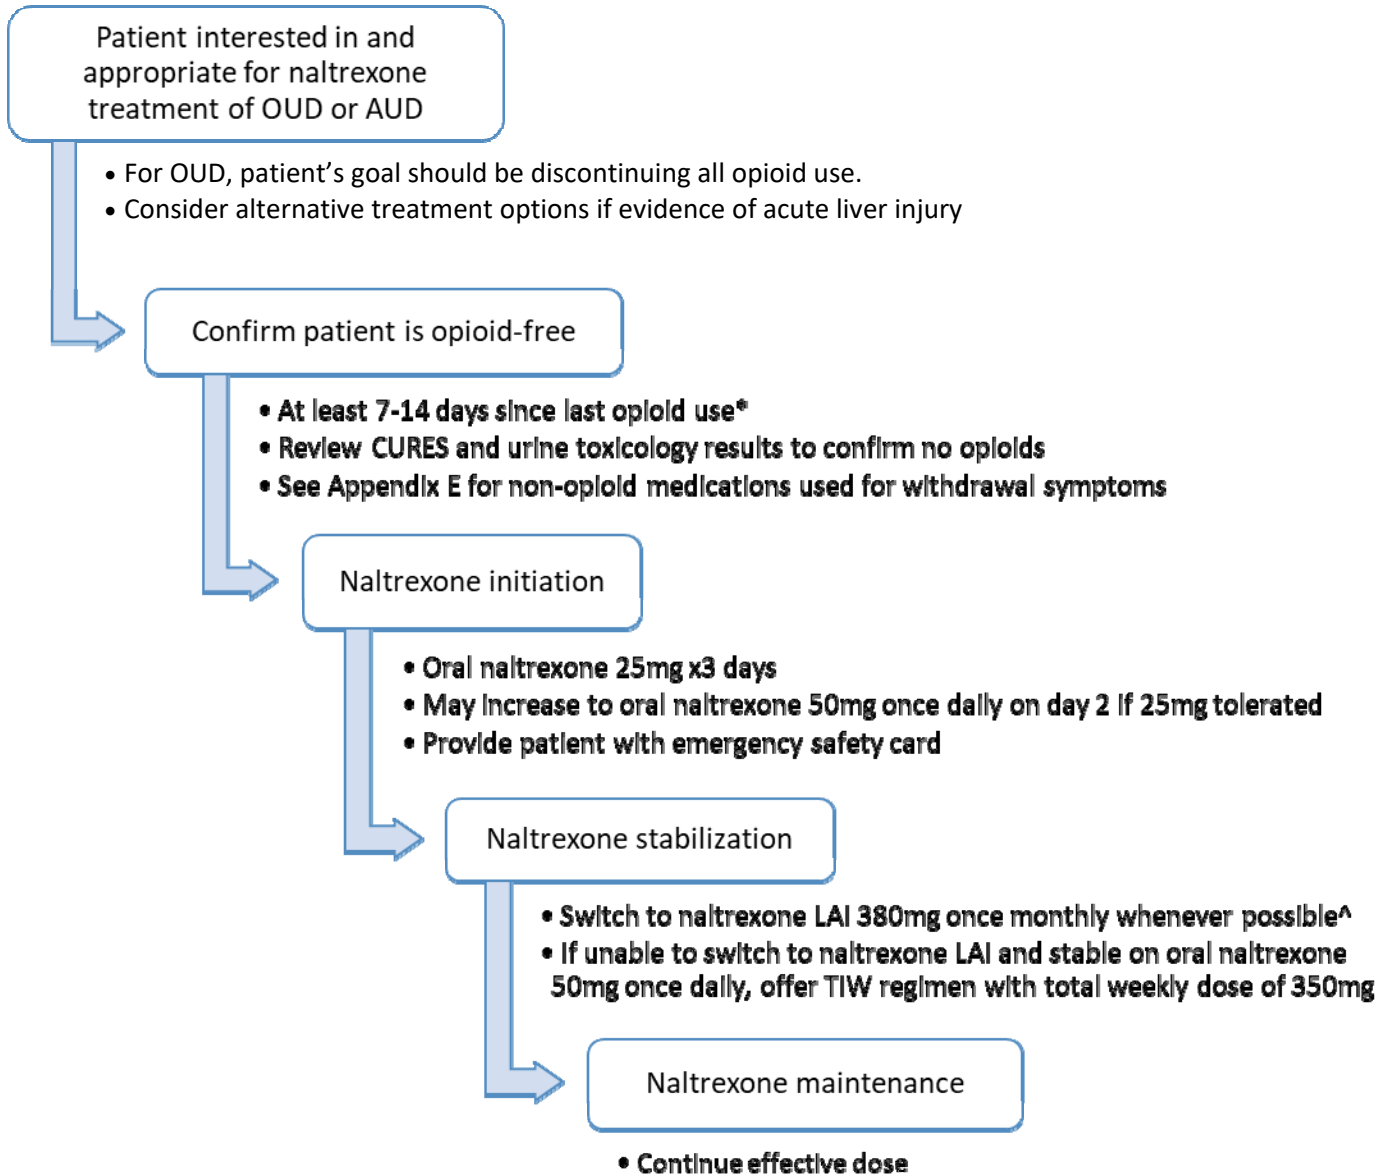 Patient interested in and
appropriate for naltrexone
treatment of OUD or AUD
• For OUD, patient’s goal should be discontinuing all opioid use.
• Consider alternative treatment options if evidence of acute liver injury
Confirm patient is opioid-free
• At least 7-14 days since last opioid use*
• Review CURES and urine toxicology results to confirm no opioids
• See Appendix E for non-opioid medications used for withdrawal symptoms
Naltrexone initiation
• Oral naltrexone 25mg x3 days
• May increase to oral naltrexone 50mg once daily on day 2 if 25mg tolerated
• Provide patient with emergency safety card
Naltrexone stabilization
• Switch to naltrexone LAI 380mg once monthly whenever possible^
• If unable to switch to naltrexone LAI and stable on oral naltrexone
50mg once daily, offer TIW regimen with total weekly dose of 350mg
Naltrexone maintenance
• Continue effective dose